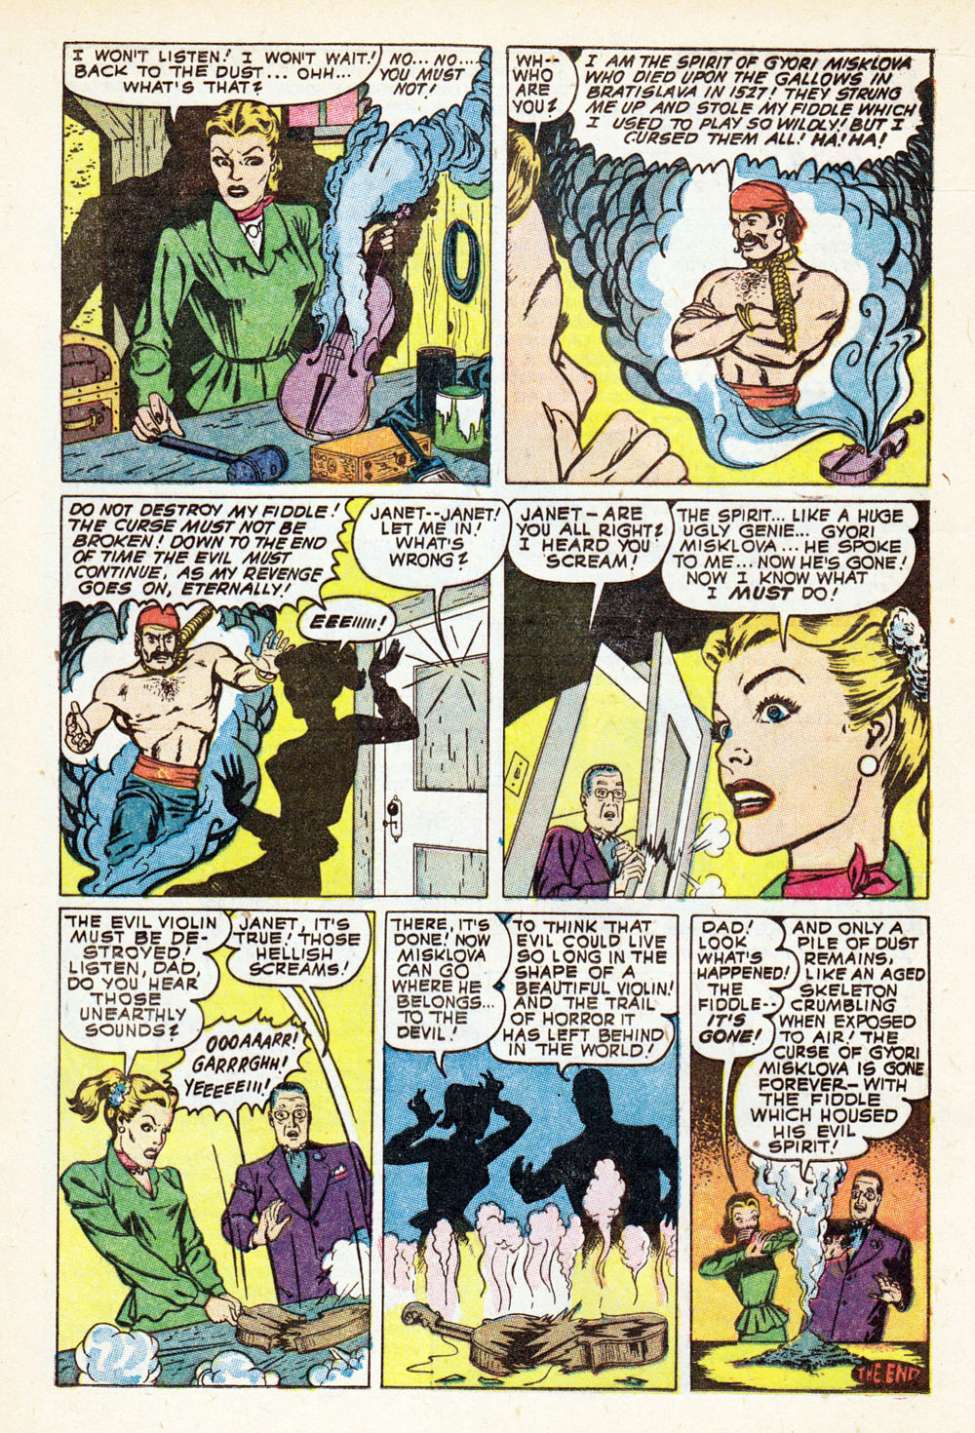 I WON'T LISTEN! I WON'T WAIT!
BACK TO THE DUST... OHH...
WHAT'S THAT?
NO... NO...
YOU MUST
NOT!
WH--
WHO
ARE
YOU?
I AM THE SPIRIT OF GYORI MISKLOVA
WHO DIED UPON THE GALLOWS IN
BRATISLAVA IN 1527! THEY STRUNG
ME UP AND STOLE MY FIDDLE WHICH
I USED TO PLAY SO WILDLY! BUT I
CURSED THEM ALL! HA! HA!
DO NOT DESTROY MY FIDDLE!
THE CURSE MUST NOT BE
BROKEN! DOWN TO THE END
OF TIME THE EVIL MUST
CONTINUE, AS MY REVENGE
GOES ON, ETERNALLY!
EEEIIIII!
JANET--JANET!
LET ME IN!
WHAT'S
WRONG?
JANET- ARE
YOU ALL RIGHT?
I HEARD YOU
SCREAM!
THE SPIRIT... LIKE A HUGE
UGLY GENIE... GYORI
MISKLOVA... HE SPOKE
TO ME... NOW HE'S GONE!
NOW I KNOW WHAT
I MUST DO!
THE EVIL VIOLIN
MUST BE DE-
STROYED!
LISTEN, DAD,
DO YOU HEAR
THOSE
UNEARTHLY
SOUNDS?
JANET, IT'S
TRUE! THOSE
HELLISH
SCREAMS!
OOOAAARR!
GARRRGHH!
YEEEEEIII!
THERE, IT'S
DONE! NOW
MISKLOVA
CAN GO
WHERE HE
BELONGS...
TO THE
DEVIL!
TO THINK THAT
EVIL COULD LIVE
SO LONG IN THE
SHAPE OF A
BEAUTIFUL VIOLIN!
AND THE TRAIL
OF HORROR IT
HAS LEFT BEHIND
IN THE WORLD!
DAD!
LOOK
WHAT'S
HAPPENED!
THE
FIDDLE--
IT'S
GONE!
AND ONLY A
PILE OF DUST
REMAINS,
LIKE AN AGED
SKELETON
CRUMBLING
WHEN EXPOSED
TO AIR! THE
CURSE OF GYORI
MISKLOVA IS GONE
FOREVER-WITH
THE FIDDLE
WHICH HOUSED
HIS EVIL
SPIRIT!
THE END